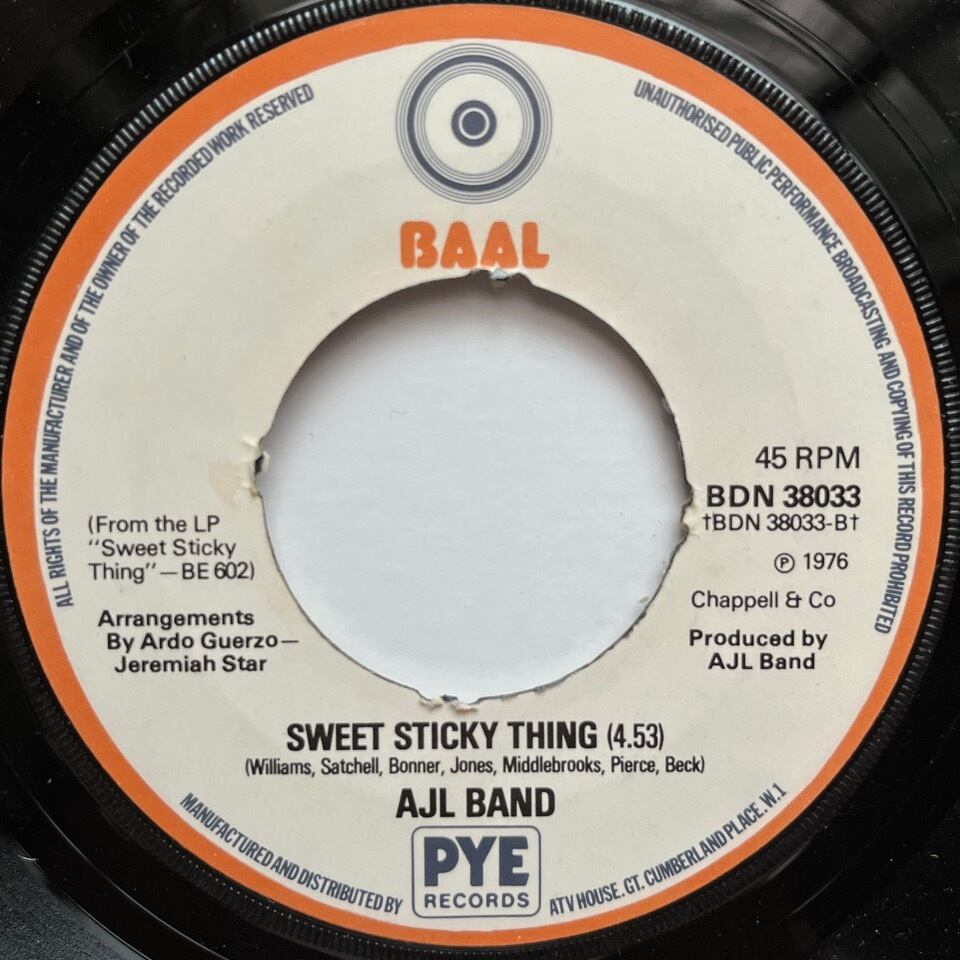 BAAL
ALL RIGHTS OF THE MANUFACTURER AND OF THE OWNER OF THE RECORDED WORK RESERVED
UNAUTHORISED PUBLIC PERFORMANCE BROADCASTING AND COPYING OF THIS RECORD PROHIBITED
45 RPM
BDN 38033
†BDN 38033-B†
℗ 1976
Chappell & Co
Produced by
AJL Band
(From the LP
"Sweet Sticky
Thing"—BE 602)
Arrangements
By Ardo Guerzo—
Jeremiah Star
SWEET STICKY THING (4.53)
(Williams, Satchell, Bonner, Jones, Middlebrooks, Pierce, Beck)
AJL BAND
MANUFACTURED AND DISTRIBUTED BY
PYE
RECORDS
ATV HOUSE. GT. CUMBERLAND PLACE. W.1